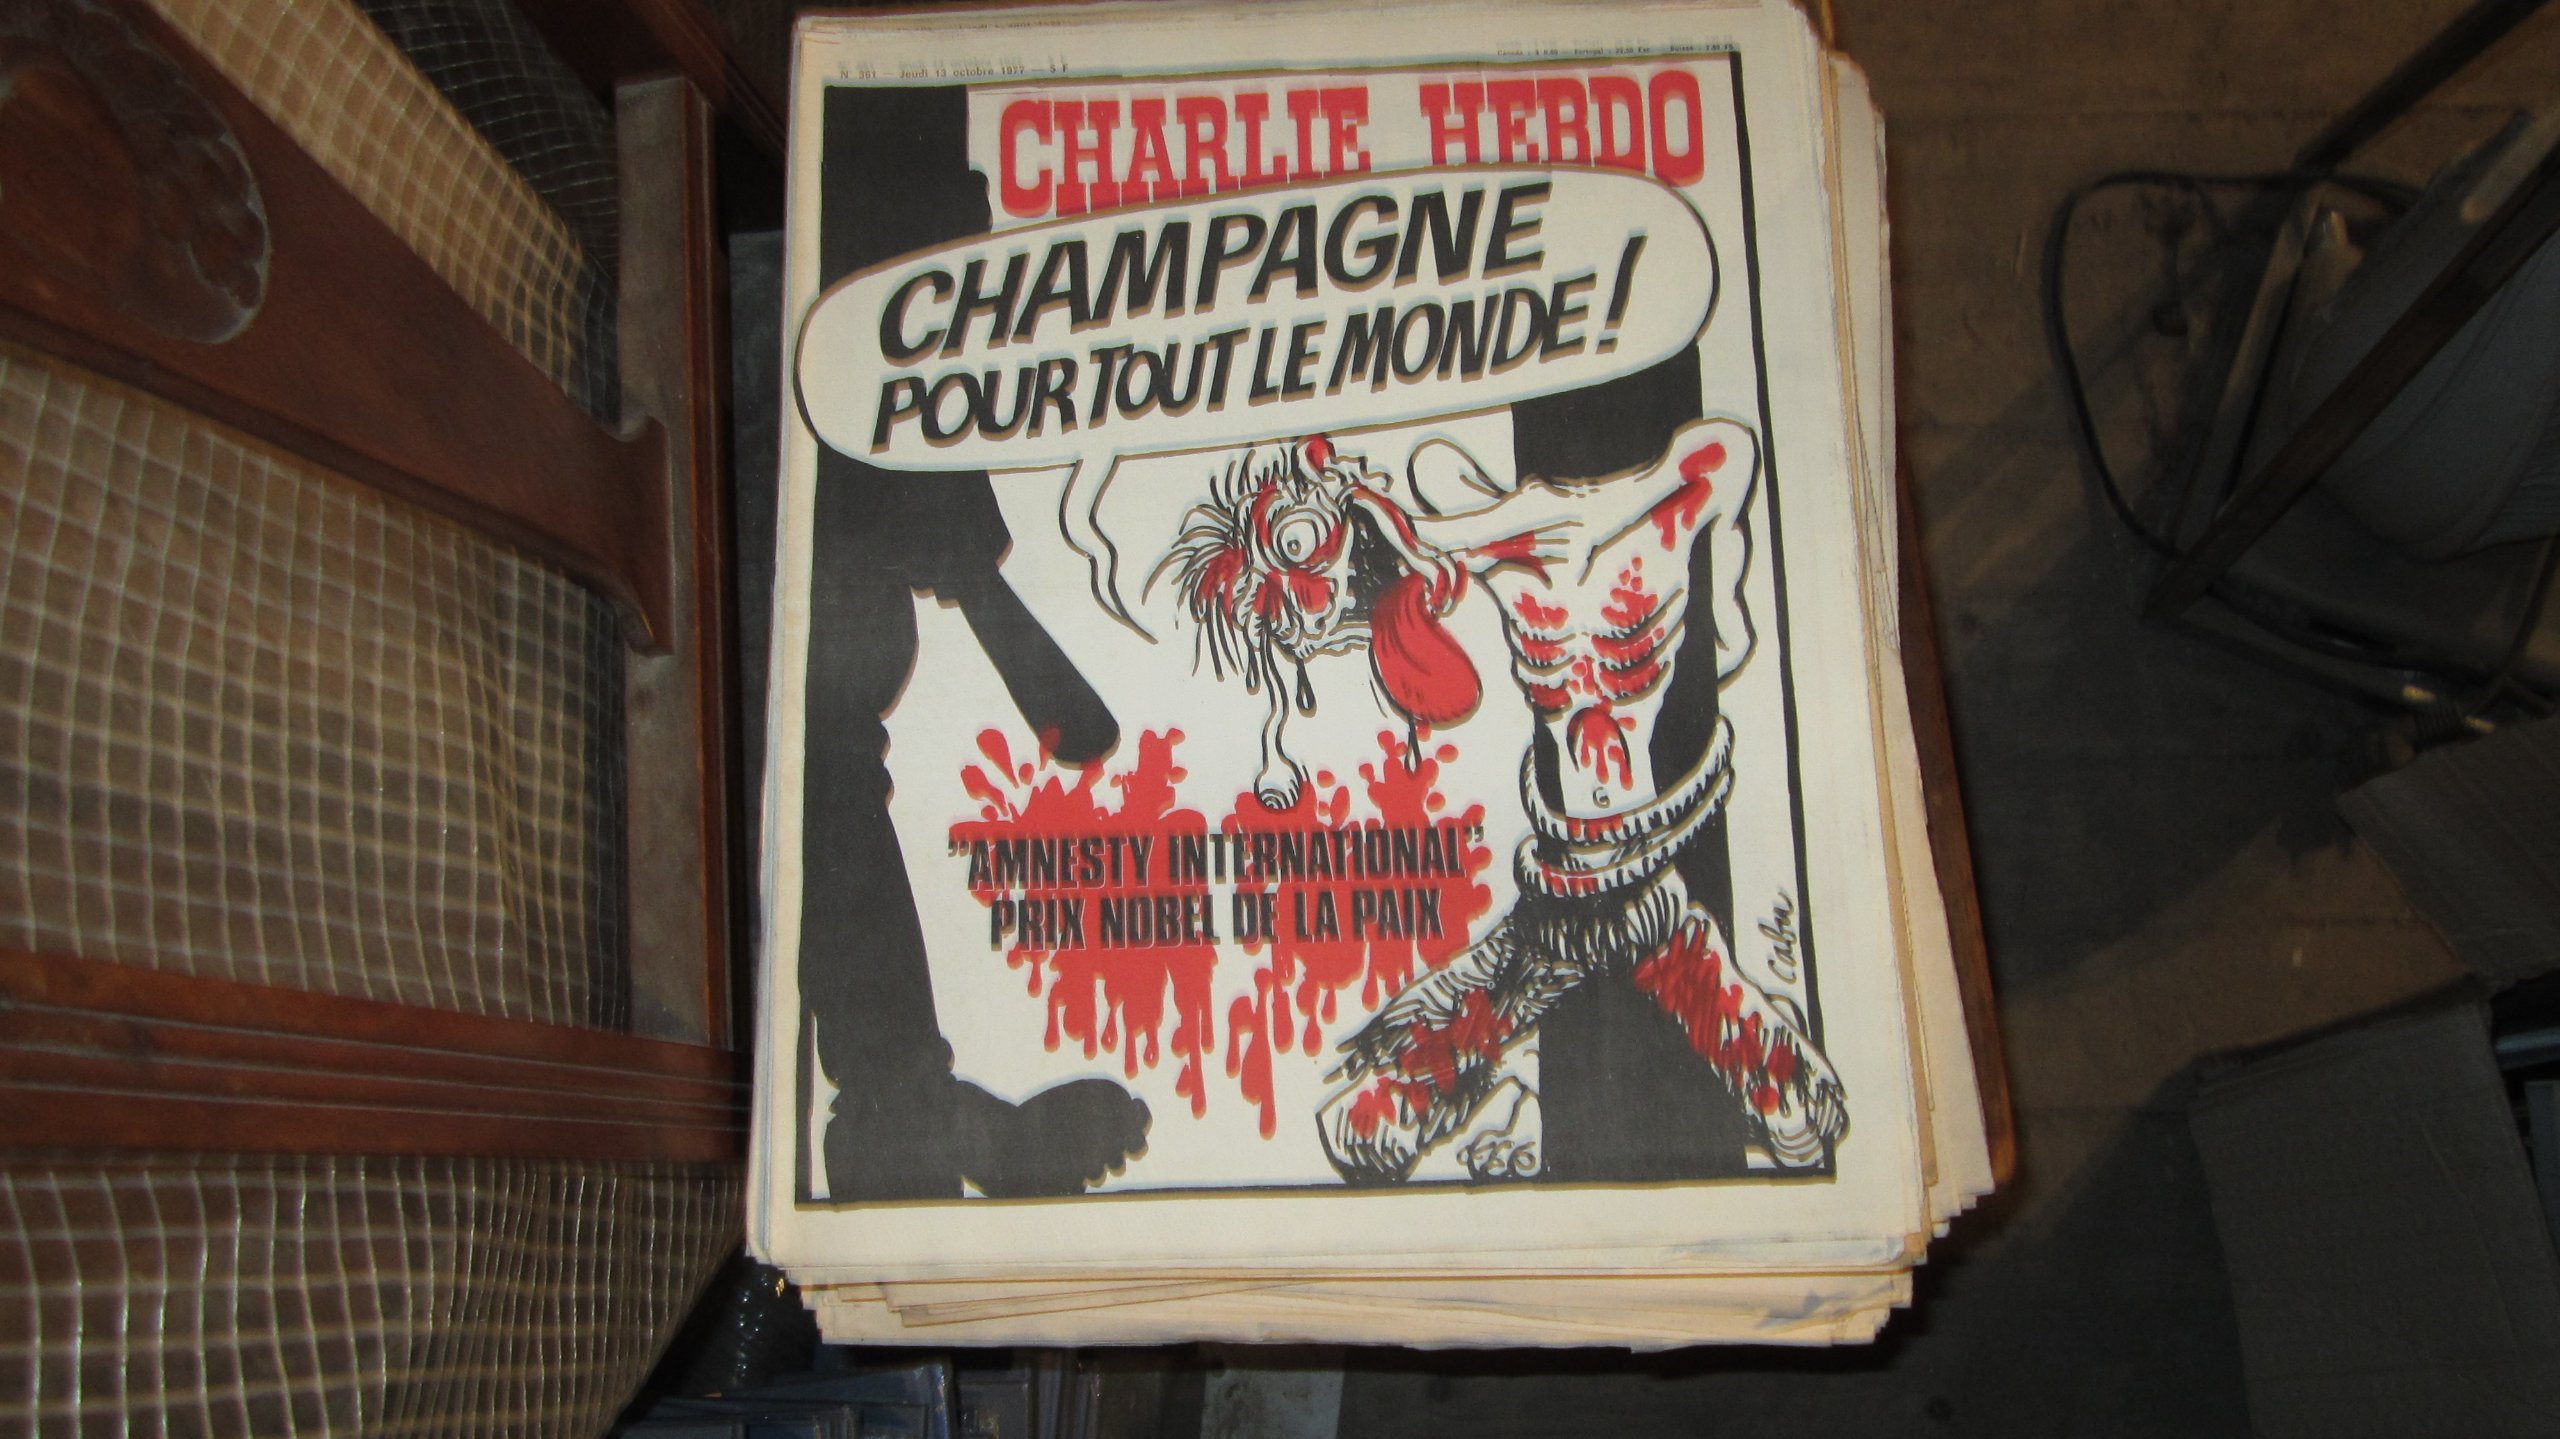 N° 361 — Jeudi 13 octobre 1977 — 5 F
CHARLIE HEBDO
CHAMPAGNE
POUR TOUT LE MONDE!
"AMNESTY INTERNATIONAL"
PRIX NOBEL DE LA PAIX
G
Cabu